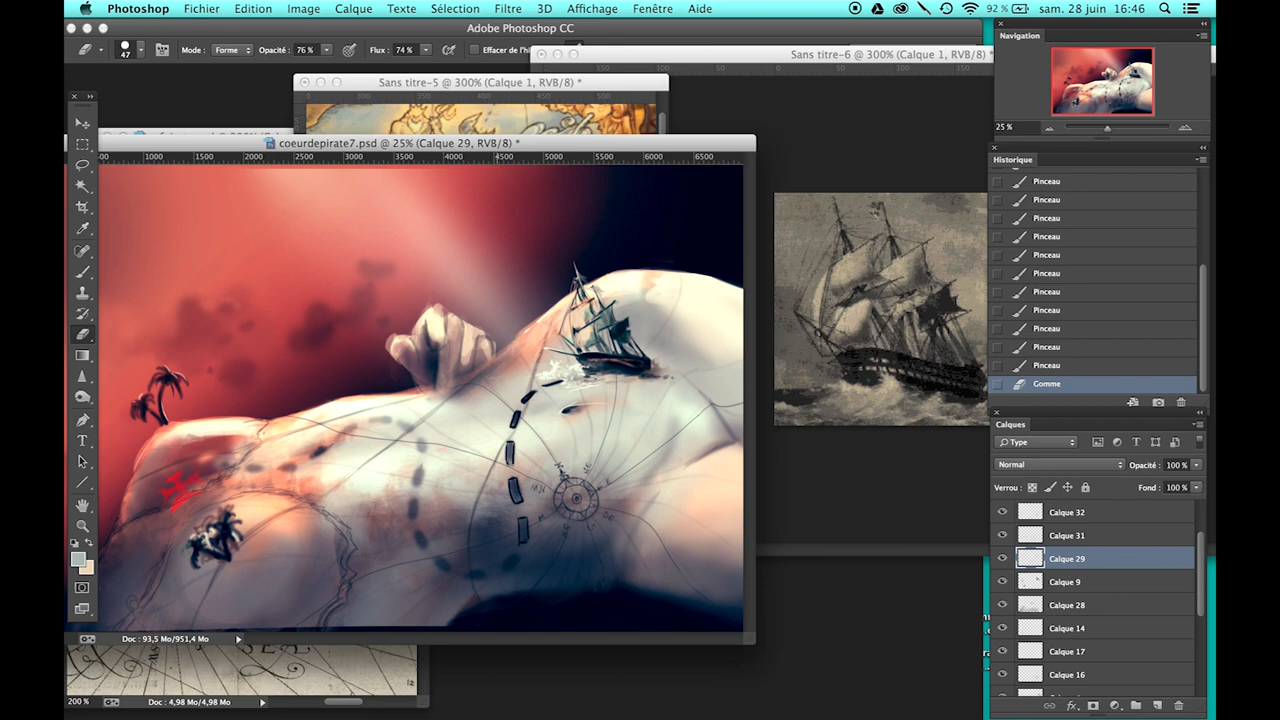 Photoshop Fichier Edition Image Calque Texte Sélection Filtre 3D Affichage Fenêtre Aide 92 % sam. 28 juin 16:46
Adobe Photoshop CC
47 Mode : Forme Opacité : 76 % Flux : 74 % Effacer de l'hi
Sans titre-6 @ 300% (Calque 1, RVB/8) *
Sans titre-5 @ 300% (Calque 1, RVB/8) *
coeurdepirate7.psd @ 25% (Calque 29, RVB/8) *
1000 1500 2000 2500 3000 3500 4000 4500 5000 5500 6000 6500
Doc : 93,5 Mo/951,4 Mo
200 % Doc : 4,98 Mo/4,98 Mo
Navigation
25 %
Historique
Pinceau
Pinceau
Pinceau
Pinceau
Pinceau
Pinceau
Pinceau
Pinceau
Pinceau
Pinceau
Pinceau
Gomme
Calques
Type
Normal Opacité : 100 %
Verrou : Fond : 100 %
Calque 32
Calque 31
Calque 29
Calque 9
Calque 28
Calque 14
Calque 17
Calque 16